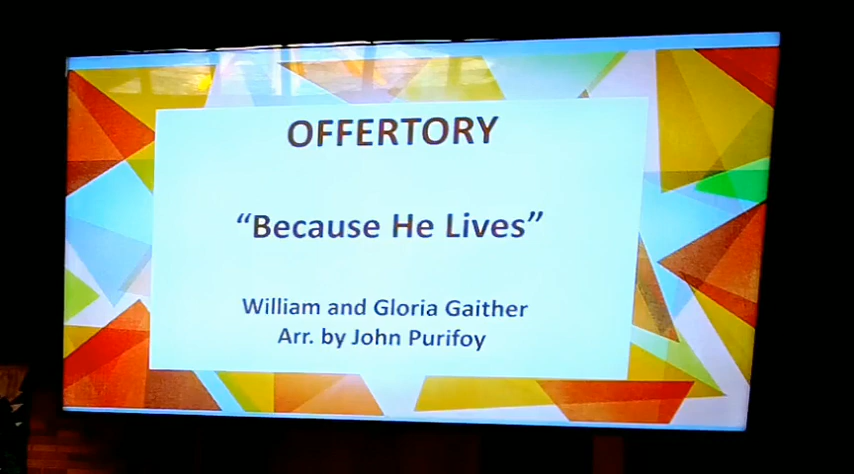 OFFERTORY
“Because He Lives”
William and Gloria Gaither
Arr. by John Purifoy